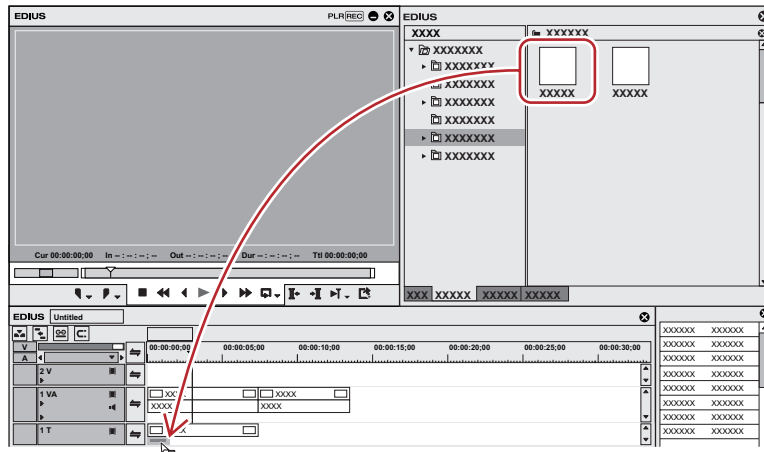 EDIUS PLR REC
Cur 00:00:00;00 In -- : -- : -- ; -- Out -- : -- : -- ; -- Dur -- : -- : -- ; -- Ttl 00:00:00;00
EDIUS
XXXX
XXXXXX
XXXXXXX
XXXXXXX
XXXXXXX
XXXXXXX
XXXXXXX
XXXXXXX
XXXXXXX
XXXXX XXXXX
XXX XXXXX XXXXX XXXXX
EDIUS Untitled
V
A
00:00:00;00 00:00:05;00 00:00:10;00 00:00:15;00 00:00:20;00 00:00:25;00 00:00:30;00
2 V
1 VA
XXXX XXXX
XXXX XXXX
1 T
XXXXXX XXXXXX
XXXXXX XXXXXX
XXXXXX XXXXXX
XXXXXX XXXXXX
XXXXXX XXXXXX
XXXXXX XXXXXX
XXXXXX XXXXXX
XXXXXX XXXXXX